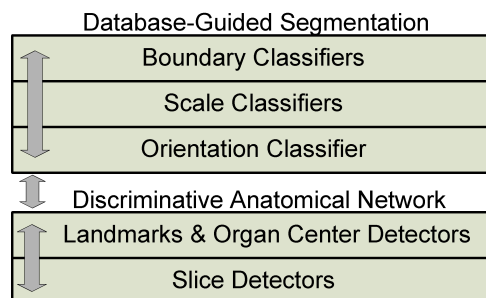 Database-Guided Segmentation
Boundary Classifiers
Scale Classifiers
Orientation Classifier
Discriminative Anatomical Network
Landmarks & Organ Center Detectors
Slice Detectors